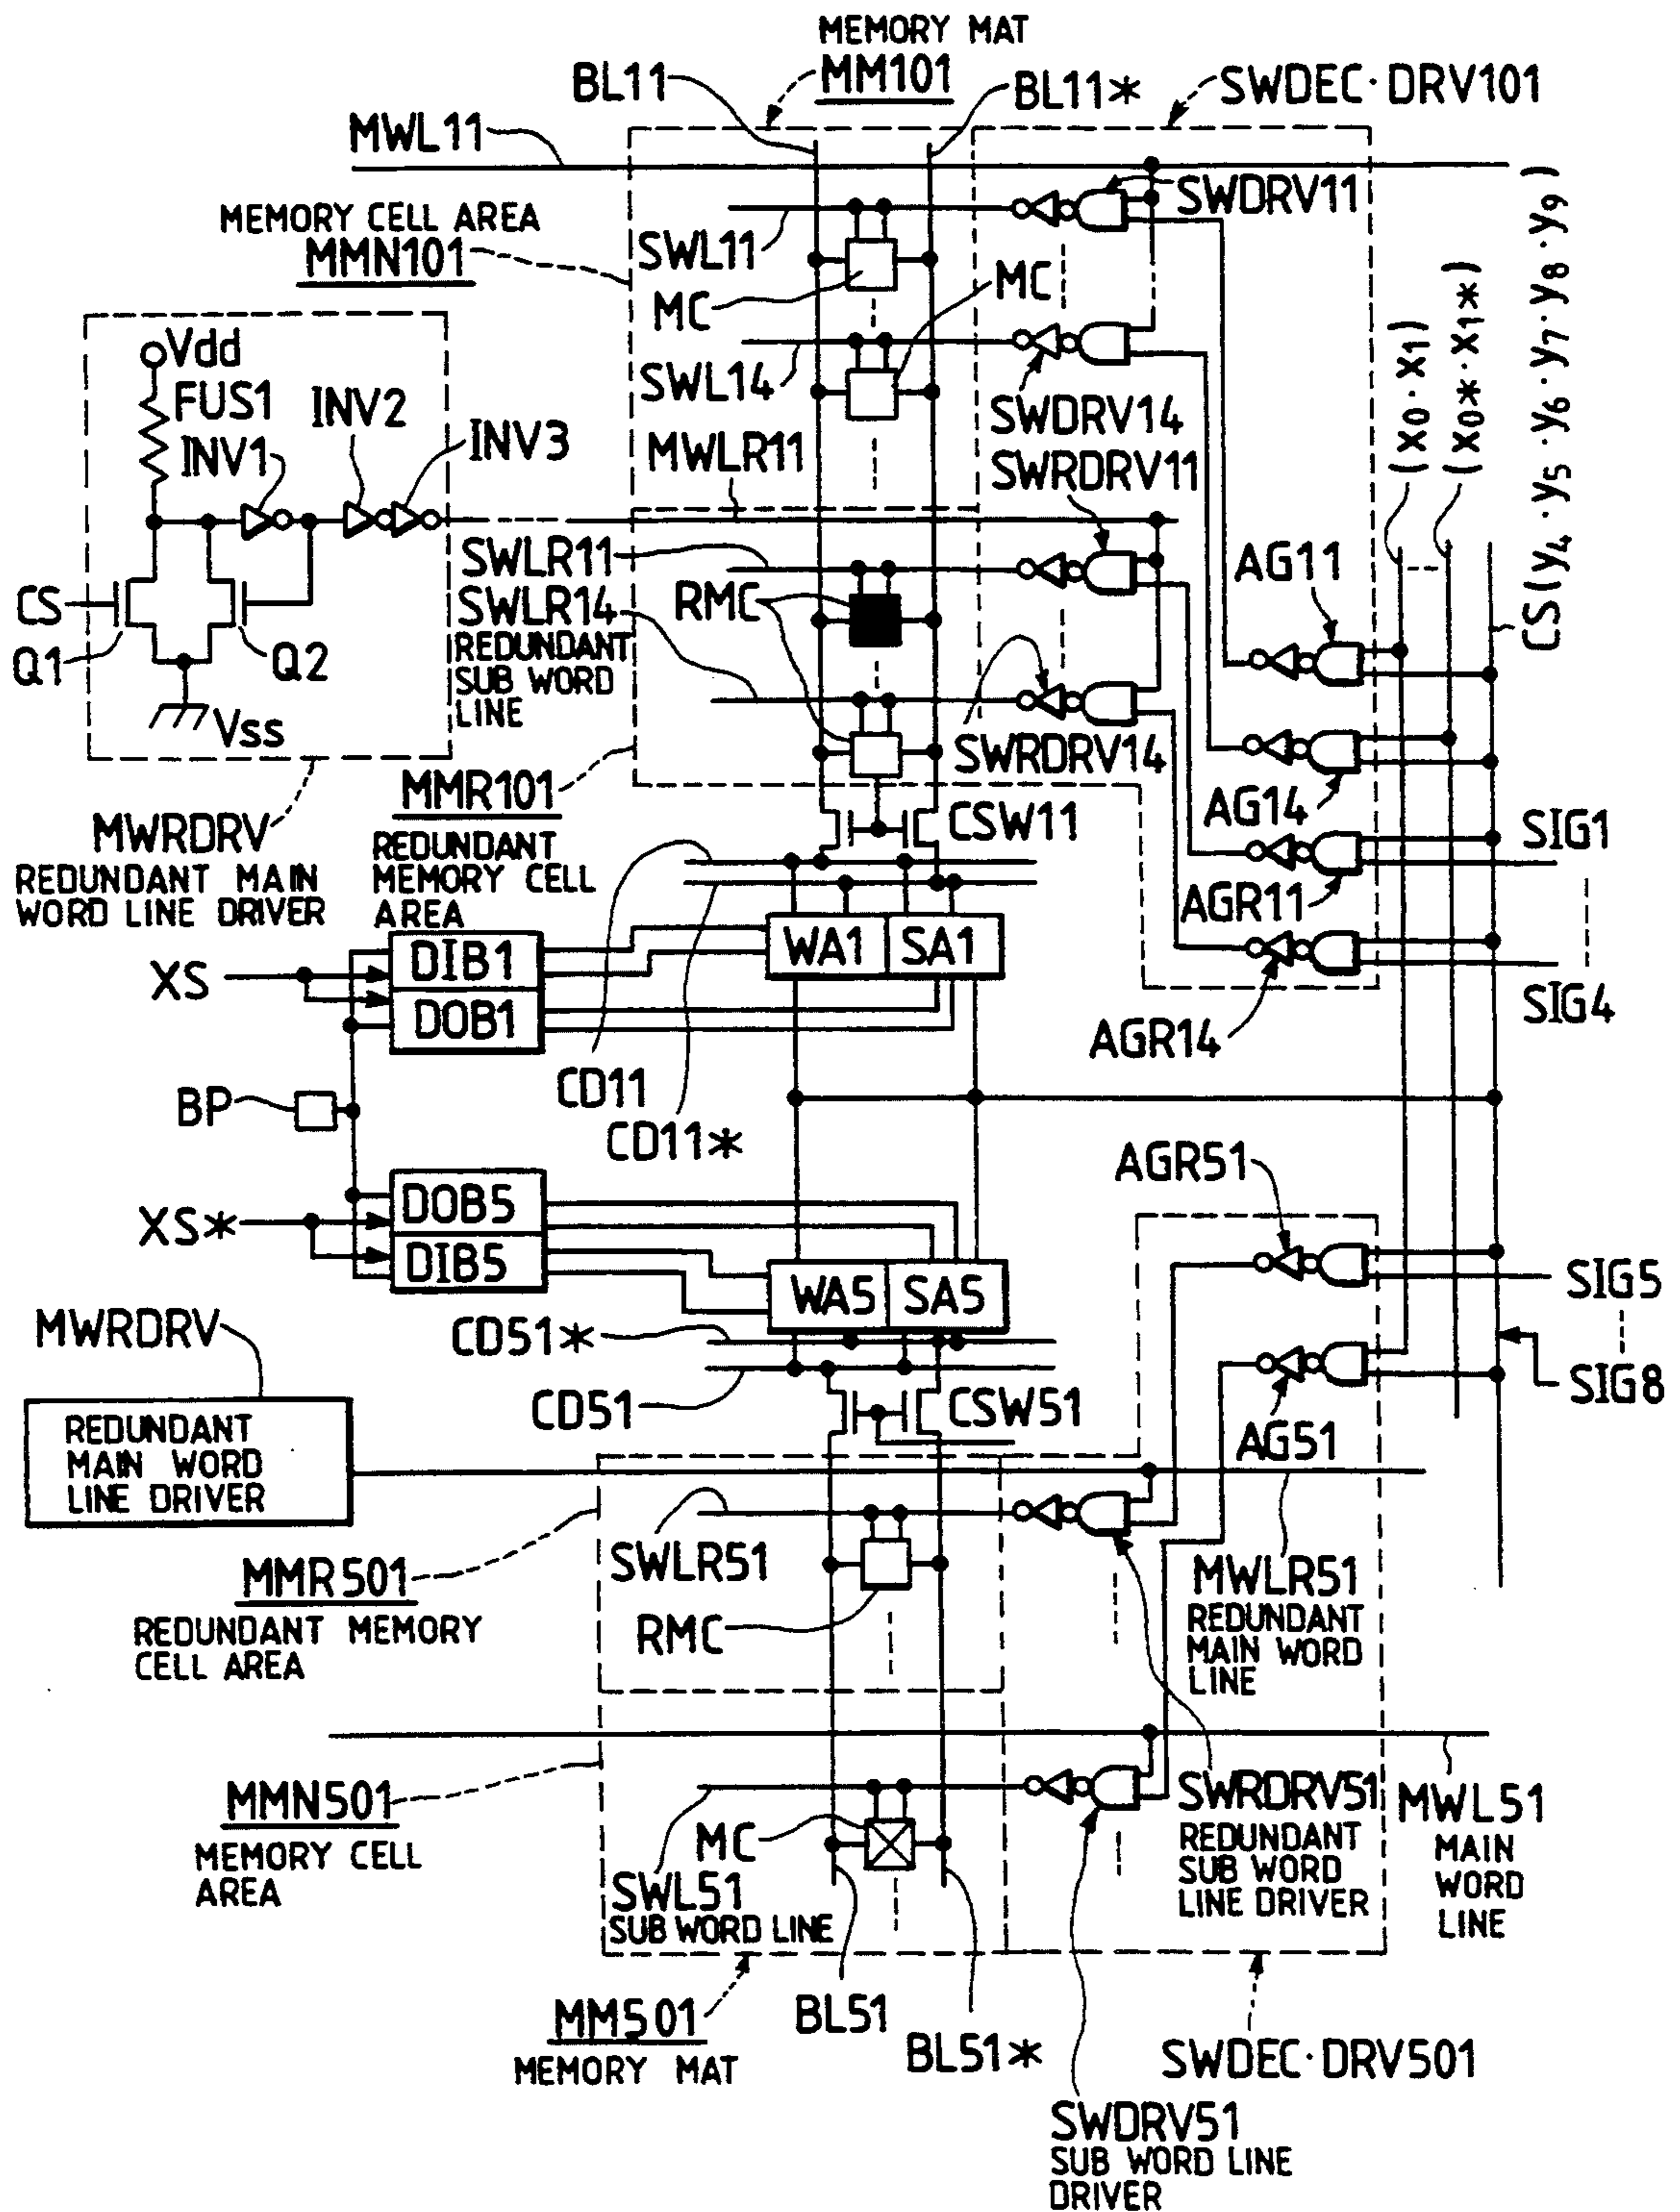 MEMORY MAT
MM101
BL11
BL11*
SWDEC·DRV101
MWL11
SWDRV11
MEMORY CELL AREA
MMN101
SWL11
MC
MC
CS(y4·y5·y6·y7·y8·y9)
(X0·X1)
(X0*·X1*)
Vdd
FUS1
INV1
INV2
INV3
SWL14
SWDRV14
MWLR11
SWRDRV11
SWLR11
SWLR14
REDUNDANT
SUB WORD
LINE
RMC
AG11
CS
Q1
Q2
Vss
SWRDRV14
AG14
MWRDRV
REDUNDANT MAIN
WORD LINE DRIVER
MMR101
REDUNDANT
MEMORY CELL
AREA
CSW11
SIG1
AGR11
WA1
SA1
XS
DIB1
DOB1
SIG4
AGR14
CD11
CD11*
BP
AGR51
XS*
DOB5
DIB5
WA5
SA5
SIG5
SIG8
MWRDRV
CD51*
CD51
CSW51
AG51
REDUNDANT
MAIN WORD
LINE DRIVER
SWLR51
RMC
MMR501
REDUNDANT MEMORY
CELL AREA
MWLR51
REDUNDANT
MAIN WORD
LINE
MMN501
MEMORY CELL
AREA
MC
SWL51
SUB WORD LINE
SWRDRV51
REDUNDANT
SUB WORD
LINE DRIVER
MWL51
MAIN
WORD
LINE
MM501
MEMORY MAT
BL51
BL51*
SWDEC·DRV501
SWDRV51
SUB WORD LINE
DRIVER